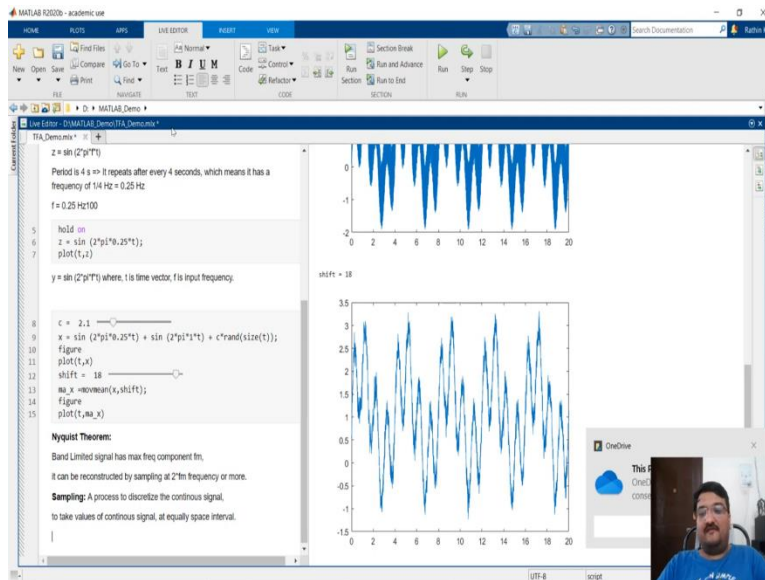 MATLAB R2020b - academic use
HOME PLOTS APPS LIVE EDITOR INSERT VIEW
Search Documentation
Rathin
New Open Save
Find Files
Compare
Print
Go To
Find
Text
Normal
B I U M
Code
Task
Control
Refactor
Run Section
Section Break
Run and Advance
Run to End
Run Step Stop
FILE NAVIGATE TEXT CODE SECTION RUN
D: MATLAB_Demo
Current Folder
Live Editor - D:\MATLAB_Demo\TFA_Demo.mlx *
TFA_Demo.mlx * +
z = sin (2*pi*f*t)
Period is 4 s => It repeats after every 4 seconds, which means it has a
frequency of 1/4 Hz = 0.25 Hz
f = 0.25 Hz100
5 hold on
6 z = sin (2*pi*0.25*t);
7 plot(t,z)
y = sin (2*pi*f*t) where, t is time vector, f is input frequency.
8 c = 2.1
9 x = sin (2*pi*0.25*t) + sin (2*pi*1*t) + c*rand(size(t));
10 figure
11 plot(t,x)
12 shift = 18
13 ma_x =movmean(x,shift);
14 figure
15 plot(t,ma_x)
Nyquist Theorem:
Band Limited signal has max freq component fm,
it can be reconstructed by sampling at 2*fm frequency or more.
Sampling: A process to discretize the continous signal,
to take values of continous signal, at equally space interval.
0
-1
-2
0 2 4 6 8 10 12 14 16 18 20
shift = 18
3.5
3
2.5
2
1.5
1
0.5
0
-0.5
-1
-1.5
0 2 4 6 8 10 12 14 16 18 20
OneDrive
This
OneD
conse
UTF-8 script